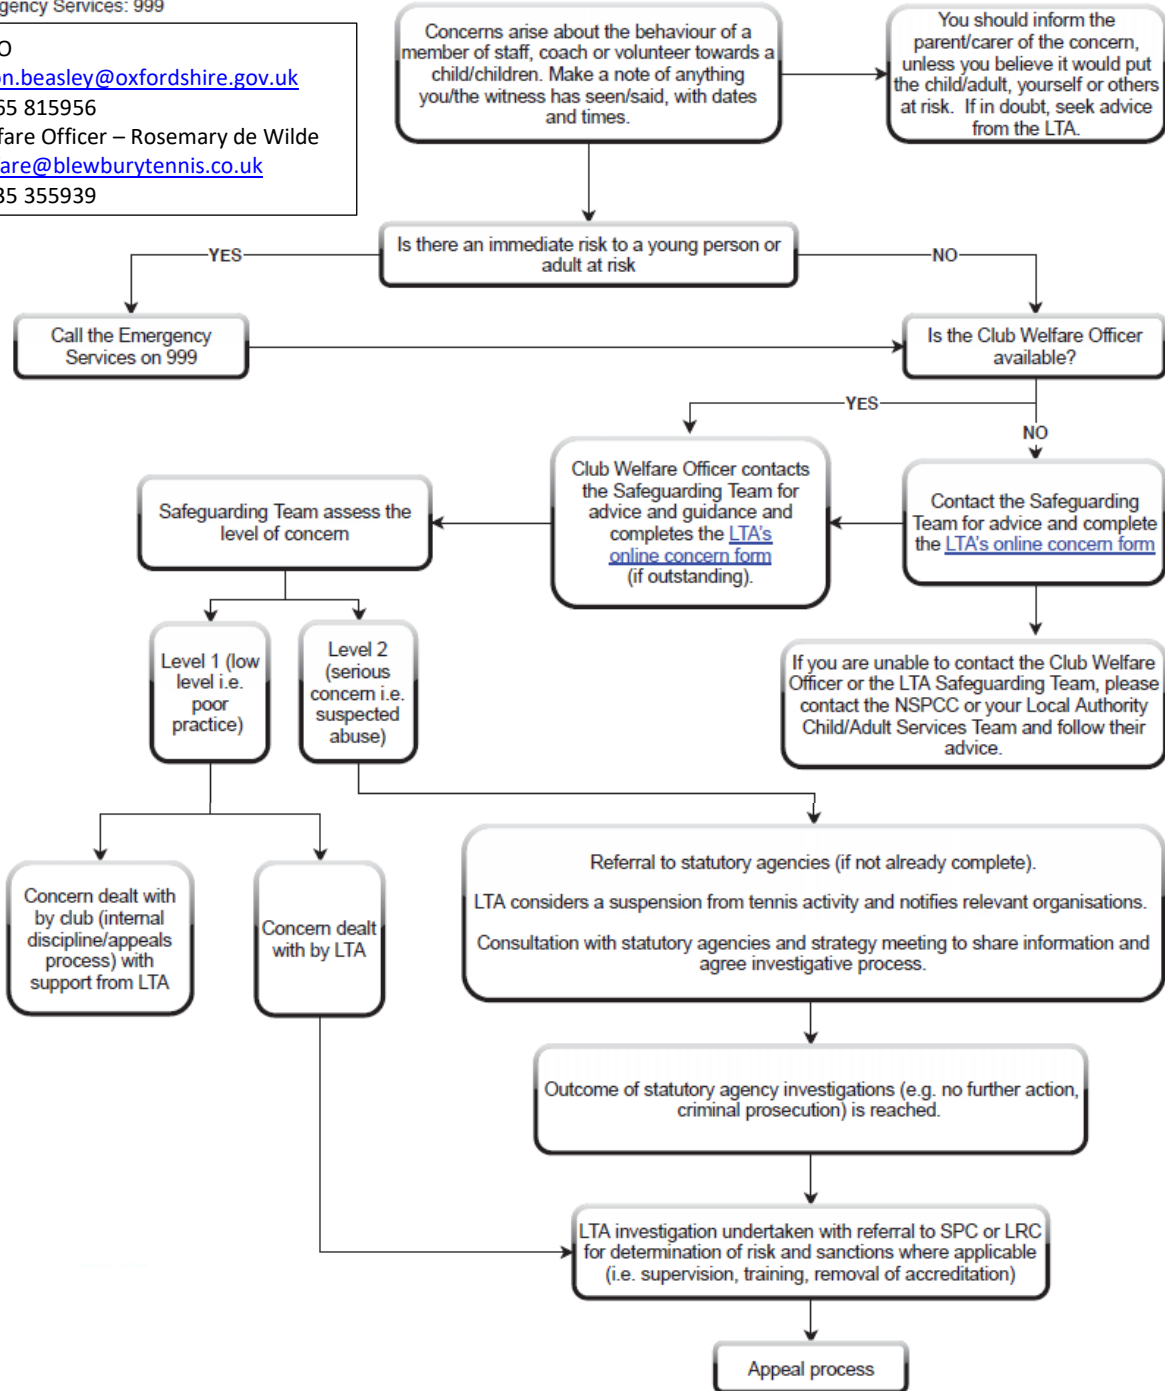 gency Services: 999
O
on.beasley@oxfordshire.gov.uk
65 815956
fare Officer – Rosemary de Wilde
are@blewburytennis.co.uk
35 355939
Concerns arise about the behaviour of a
member of staff, coach or volunteer towards a
child/children. Make a note of anything
you/the witness has seen/said, with dates
and times.
You should inform the
parent/carer of the concern,
unless you believe it would put
the child/adult, yourself or others
at risk. If in doubt, seek advice
from the LTA.
Is there an immediate risk to a young person or
adult at risk
YES
NO
Call the Emergency
Services on 999
Is the Club Welfare Officer
available?
YES
NO
Club Welfare Officer contacts
the Safeguarding Team for
advice and guidance and
completes the LTA's
online concern form
(if outstanding).
Contact the Safeguarding
Team for advice and complete
the LTA's online concern form
Safeguarding Team assess the
level of concern
Level 1 (low
level i.e.
poor
practice)
Level 2
(serious
concern i.e.
suspected
abuse)
If you are unable to contact the Club Welfare
Officer or the LTA Safeguarding Team, please
contact the NSPCC or your Local Authority
Child/Adult Services Team and follow their
advice.
Concern dealt with
by club (internal
discipline/appeals
process) with
support from LTA
Concern dealt
with by LTA
Referral to statutory agencies (if not already complete).
LTA considers a suspension from tennis activity and notifies relevant organisations.
Consultation with statutory agencies and strategy meeting to share information and
agree investigative process.
Outcome of statutory agency investigations (e.g. no further action,
criminal prosecution) is reached.
LTA investigation undertaken with referral to SPC or LRC
for determination of risk and sanctions where applicable
(i.e. supervision, training, removal of accreditation)
Appeal process